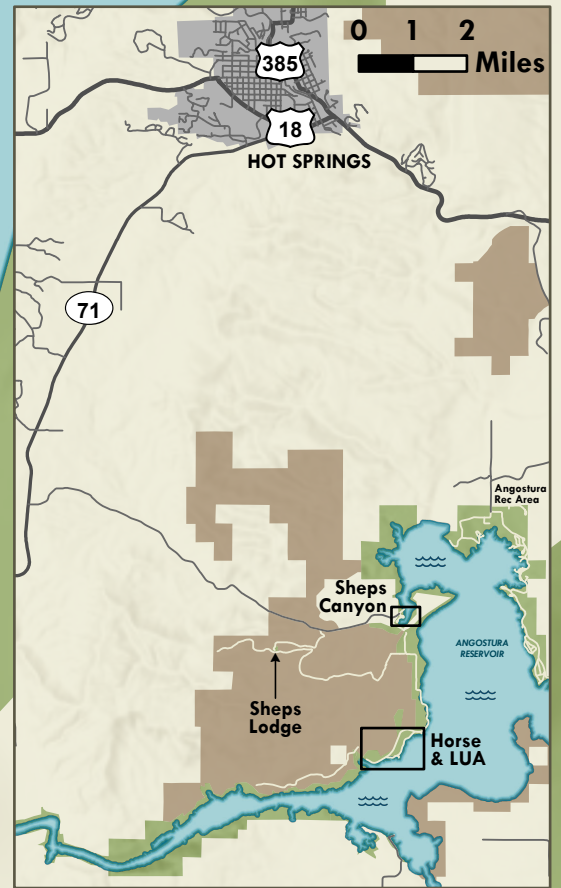 0 1 2
Miles
385
18
HOT SPRINGS
71
Angostura
Rec Area
Sheps
Canyon
ANGOSTURA
RESERVOIR
Sheps
Lodge
Horse
& LUA